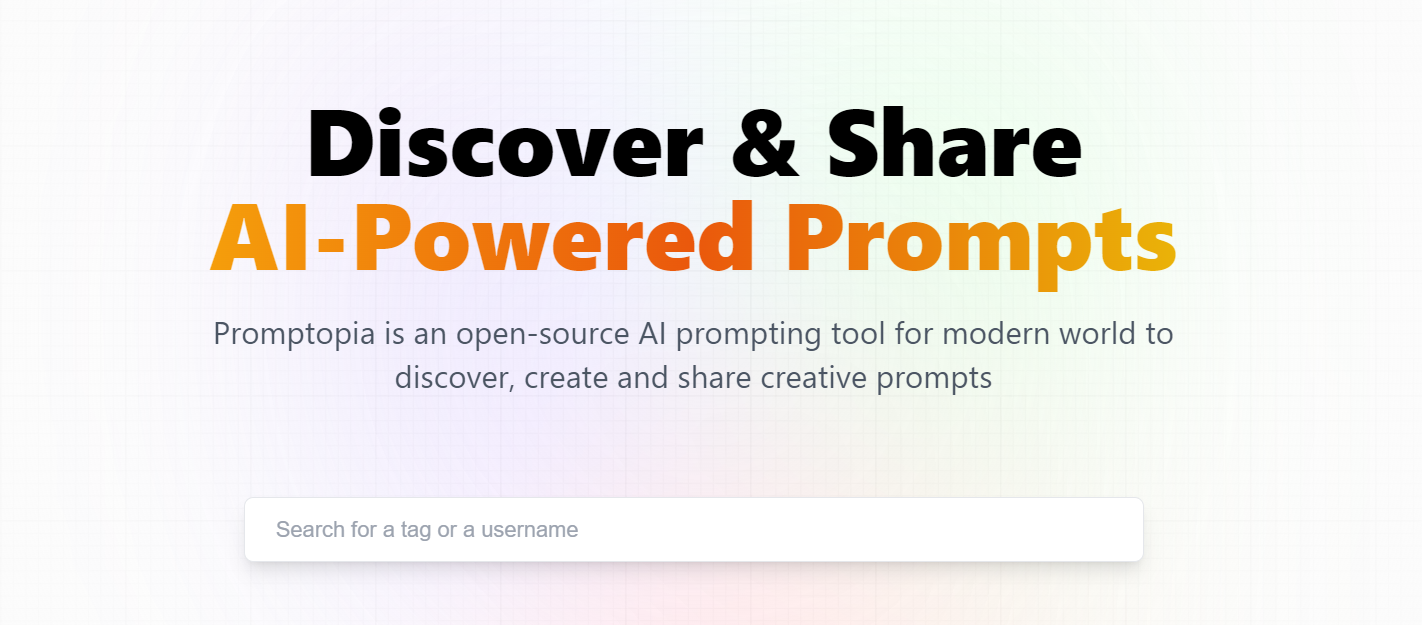 Discover & Share
AI-Powered Prompts
Promptopia is an open-source AI prompting tool for modern world to
discover, create and share creative prompts
Search for a tag or a username